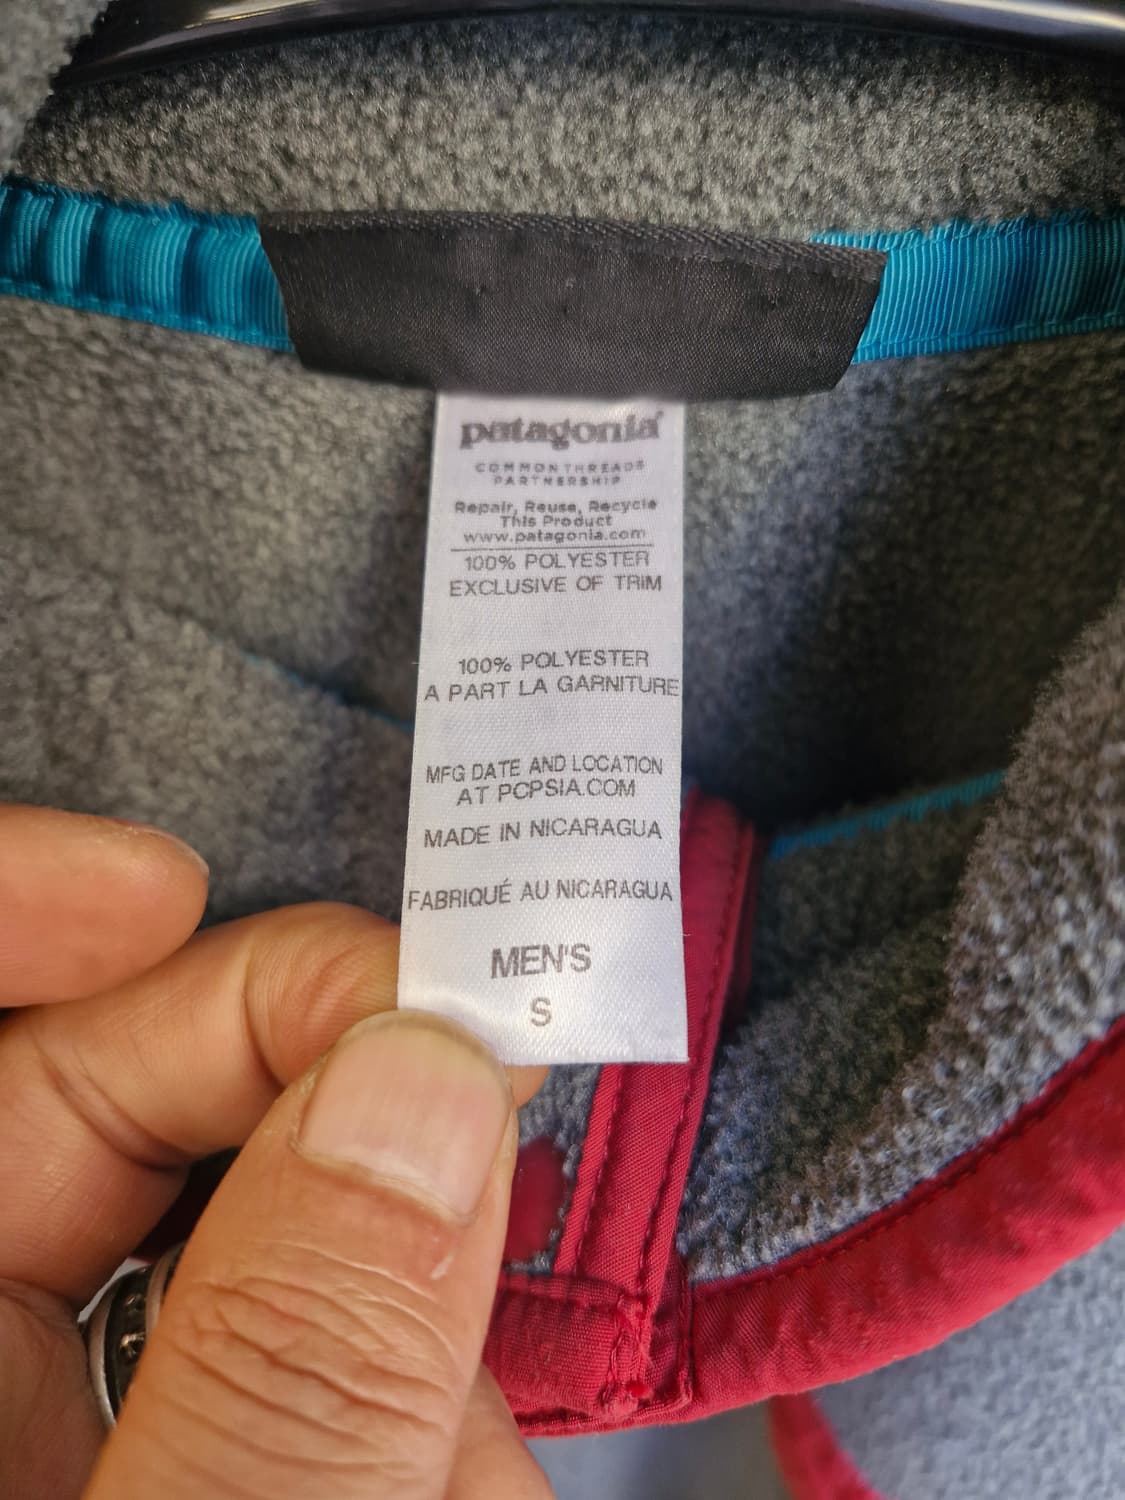 patagonia®
COMMON THREADS
PARTNERSHIP
Repair, Reuse, Recycle
This Product
www.patagonia.com
100% POLYESTER
EXCLUSIVE OF TRIM
100% POLYESTER
A PART LA GARNITURE
MFG DATE AND LOCATION
AT PCPSIA.COM
MADE IN NICARAGUA
FABRIQUÉ AU NICARAGUA
MEN'S
S